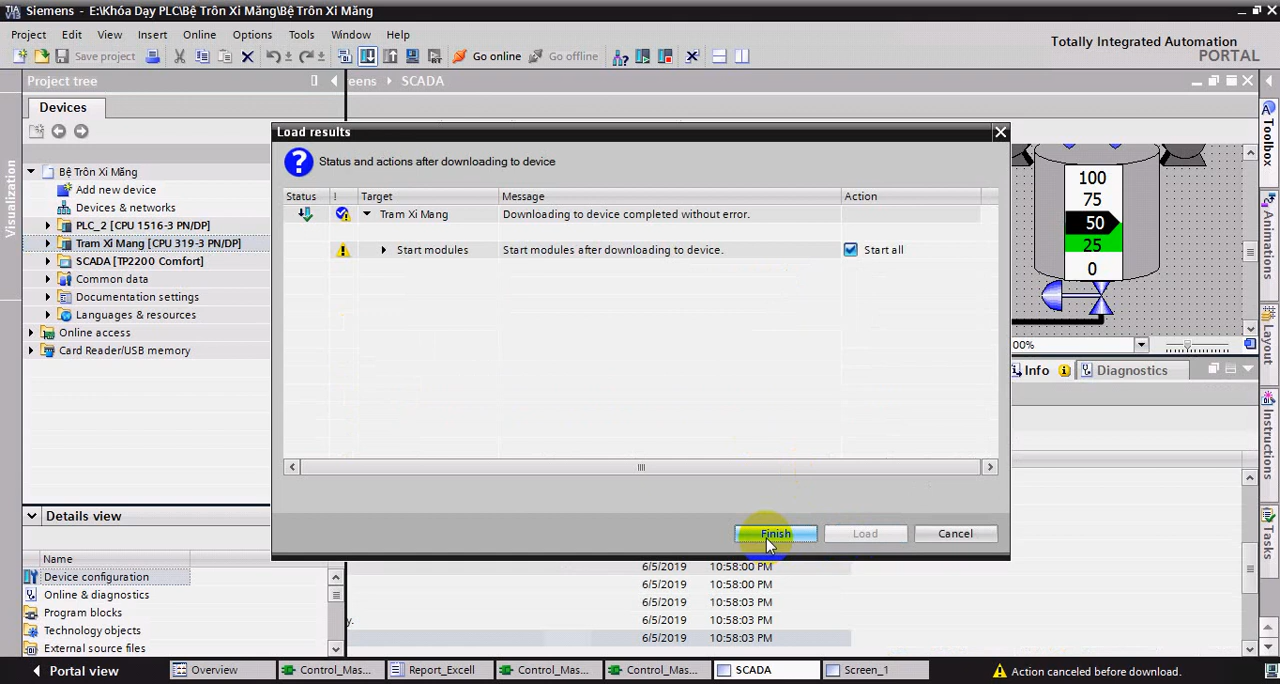 Siemens - E:\Khóa Dạy PLC\Bệ Trôn Xi Măng\Bệ Trôn Xi Măng
Project Edit View Insert Online Options Tools Window Help
Totally Integrated Automation
PORTAL
Save project
Go online
Go offline
Project tree
eens
SCADA
Devices
Visualization
Bệ Trôn Xi Măng
Add new device
Devices & networks
PLC_2 [CPU 1516-3 PN/DP]
Tram Xi Mang [CPU 319-3 PN/DP]
SCADA [TP2200 Comfort]
Common data
Documentation settings
Languages & resources
Online access
Card Reader/USB memory
Load results
Status and actions after downloading to device
Status ! Target Message Action
Tram Xi Mang Downloading to device completed without error.
Start modules Start modules after downloading to device. Start all
Finish Load Cancel
100
75
50
25
0
00%
Info Diagnostics
Toolbox
Animations
Layout
Instructions
Tasks
Details view
Name
Device configuration
Online & diagnostics
Program blocks
Technology objects
External source files
6/5/2019 10:58:00 PM
6/5/2019 10:58:00 PM
y. 6/5/2019 10:58:03 PM
6/5/2019 10:58:03 PM
6/5/2019 10:58:03 PM
Portal view
Overview
Control_Mas...
Report_Excell
Control_Mas...
Control_Mas...
SCADA
Screen_1
Action canceled before download.